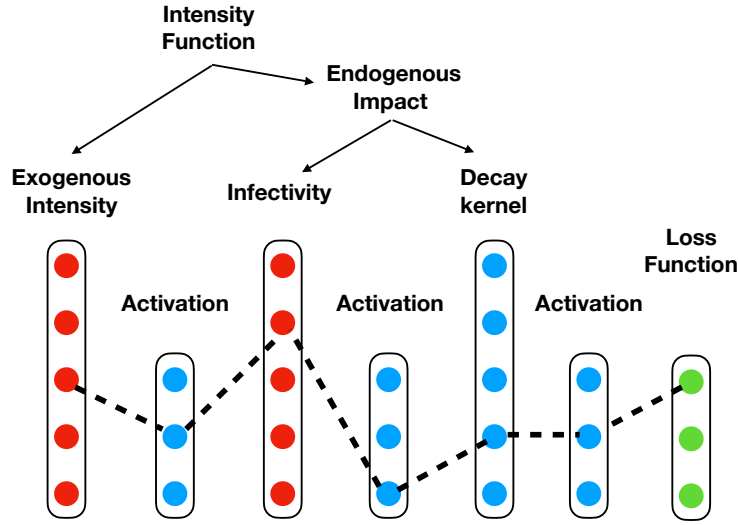 Intensity
Function
Endogenous
Impact
Exogenous
Intensity
Infectivity
Decay
kernel
Loss
Function
Activation
Activation
Activation